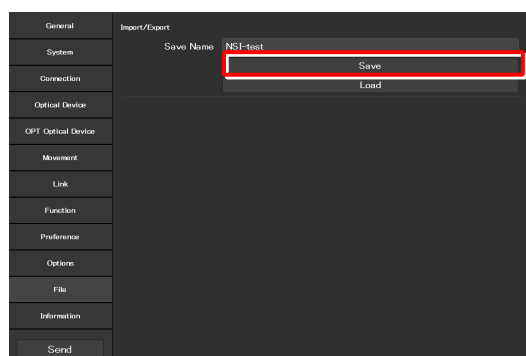 General
System
Connection
Optical Device
OPT Optical Device
Movement
Link
Function
Preference
Options
File
Information
Send
Import/Export
Save Name NSI-test
Save
Load